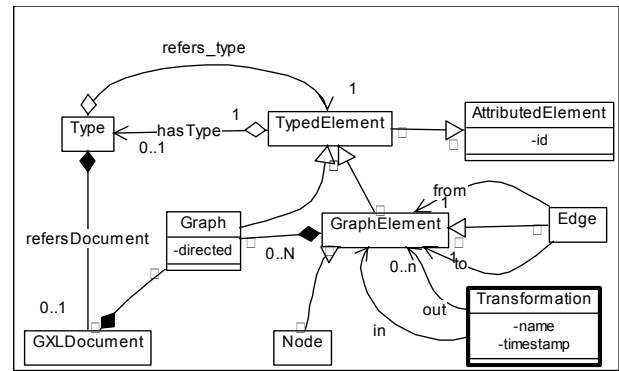 refers_type
1
1
Type
hasType
0..1
TypedElement
AttributedElement
-id
from
1
Graph
-directed
GraphElement
Edge
refersDocument
0..N
0..n
1
to
Transformation
-name
-timestamp
out
in
0..1
GXLDocument
Node